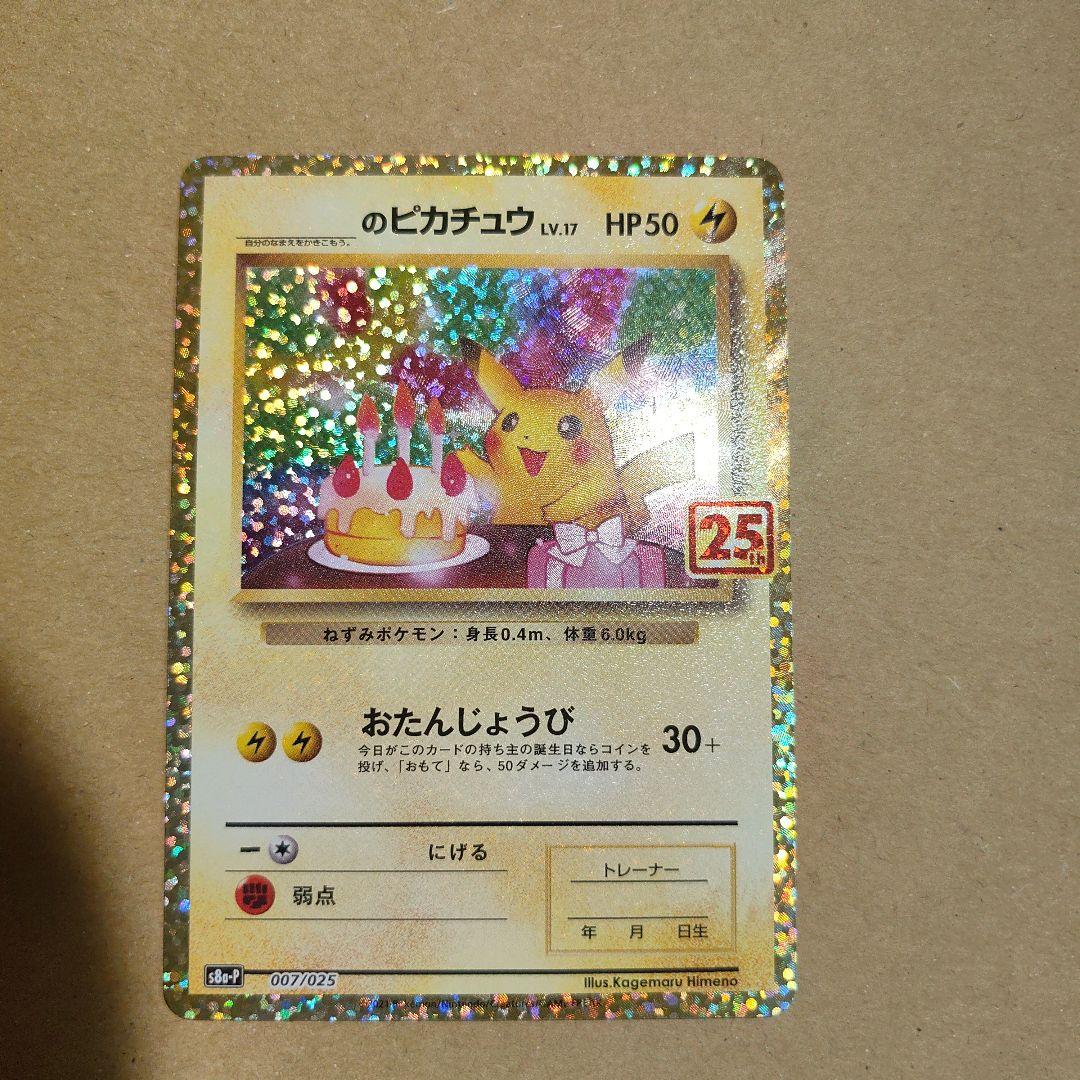 のピカチュウ LV.17 HP50
自分のなまえをかきこもう。
25th
ねずみポケモン：身長0.4m、体重6.0kg
おたんじょうび
今日がこのカードの持ち主の誕生日ならコインを
投げ、「おもて」なら、50ダメージを追加する。
30+
にげる
弱点
トレーナー
年 月 日生
s8a-P 007/025
Illus.Kagemaru Himeno